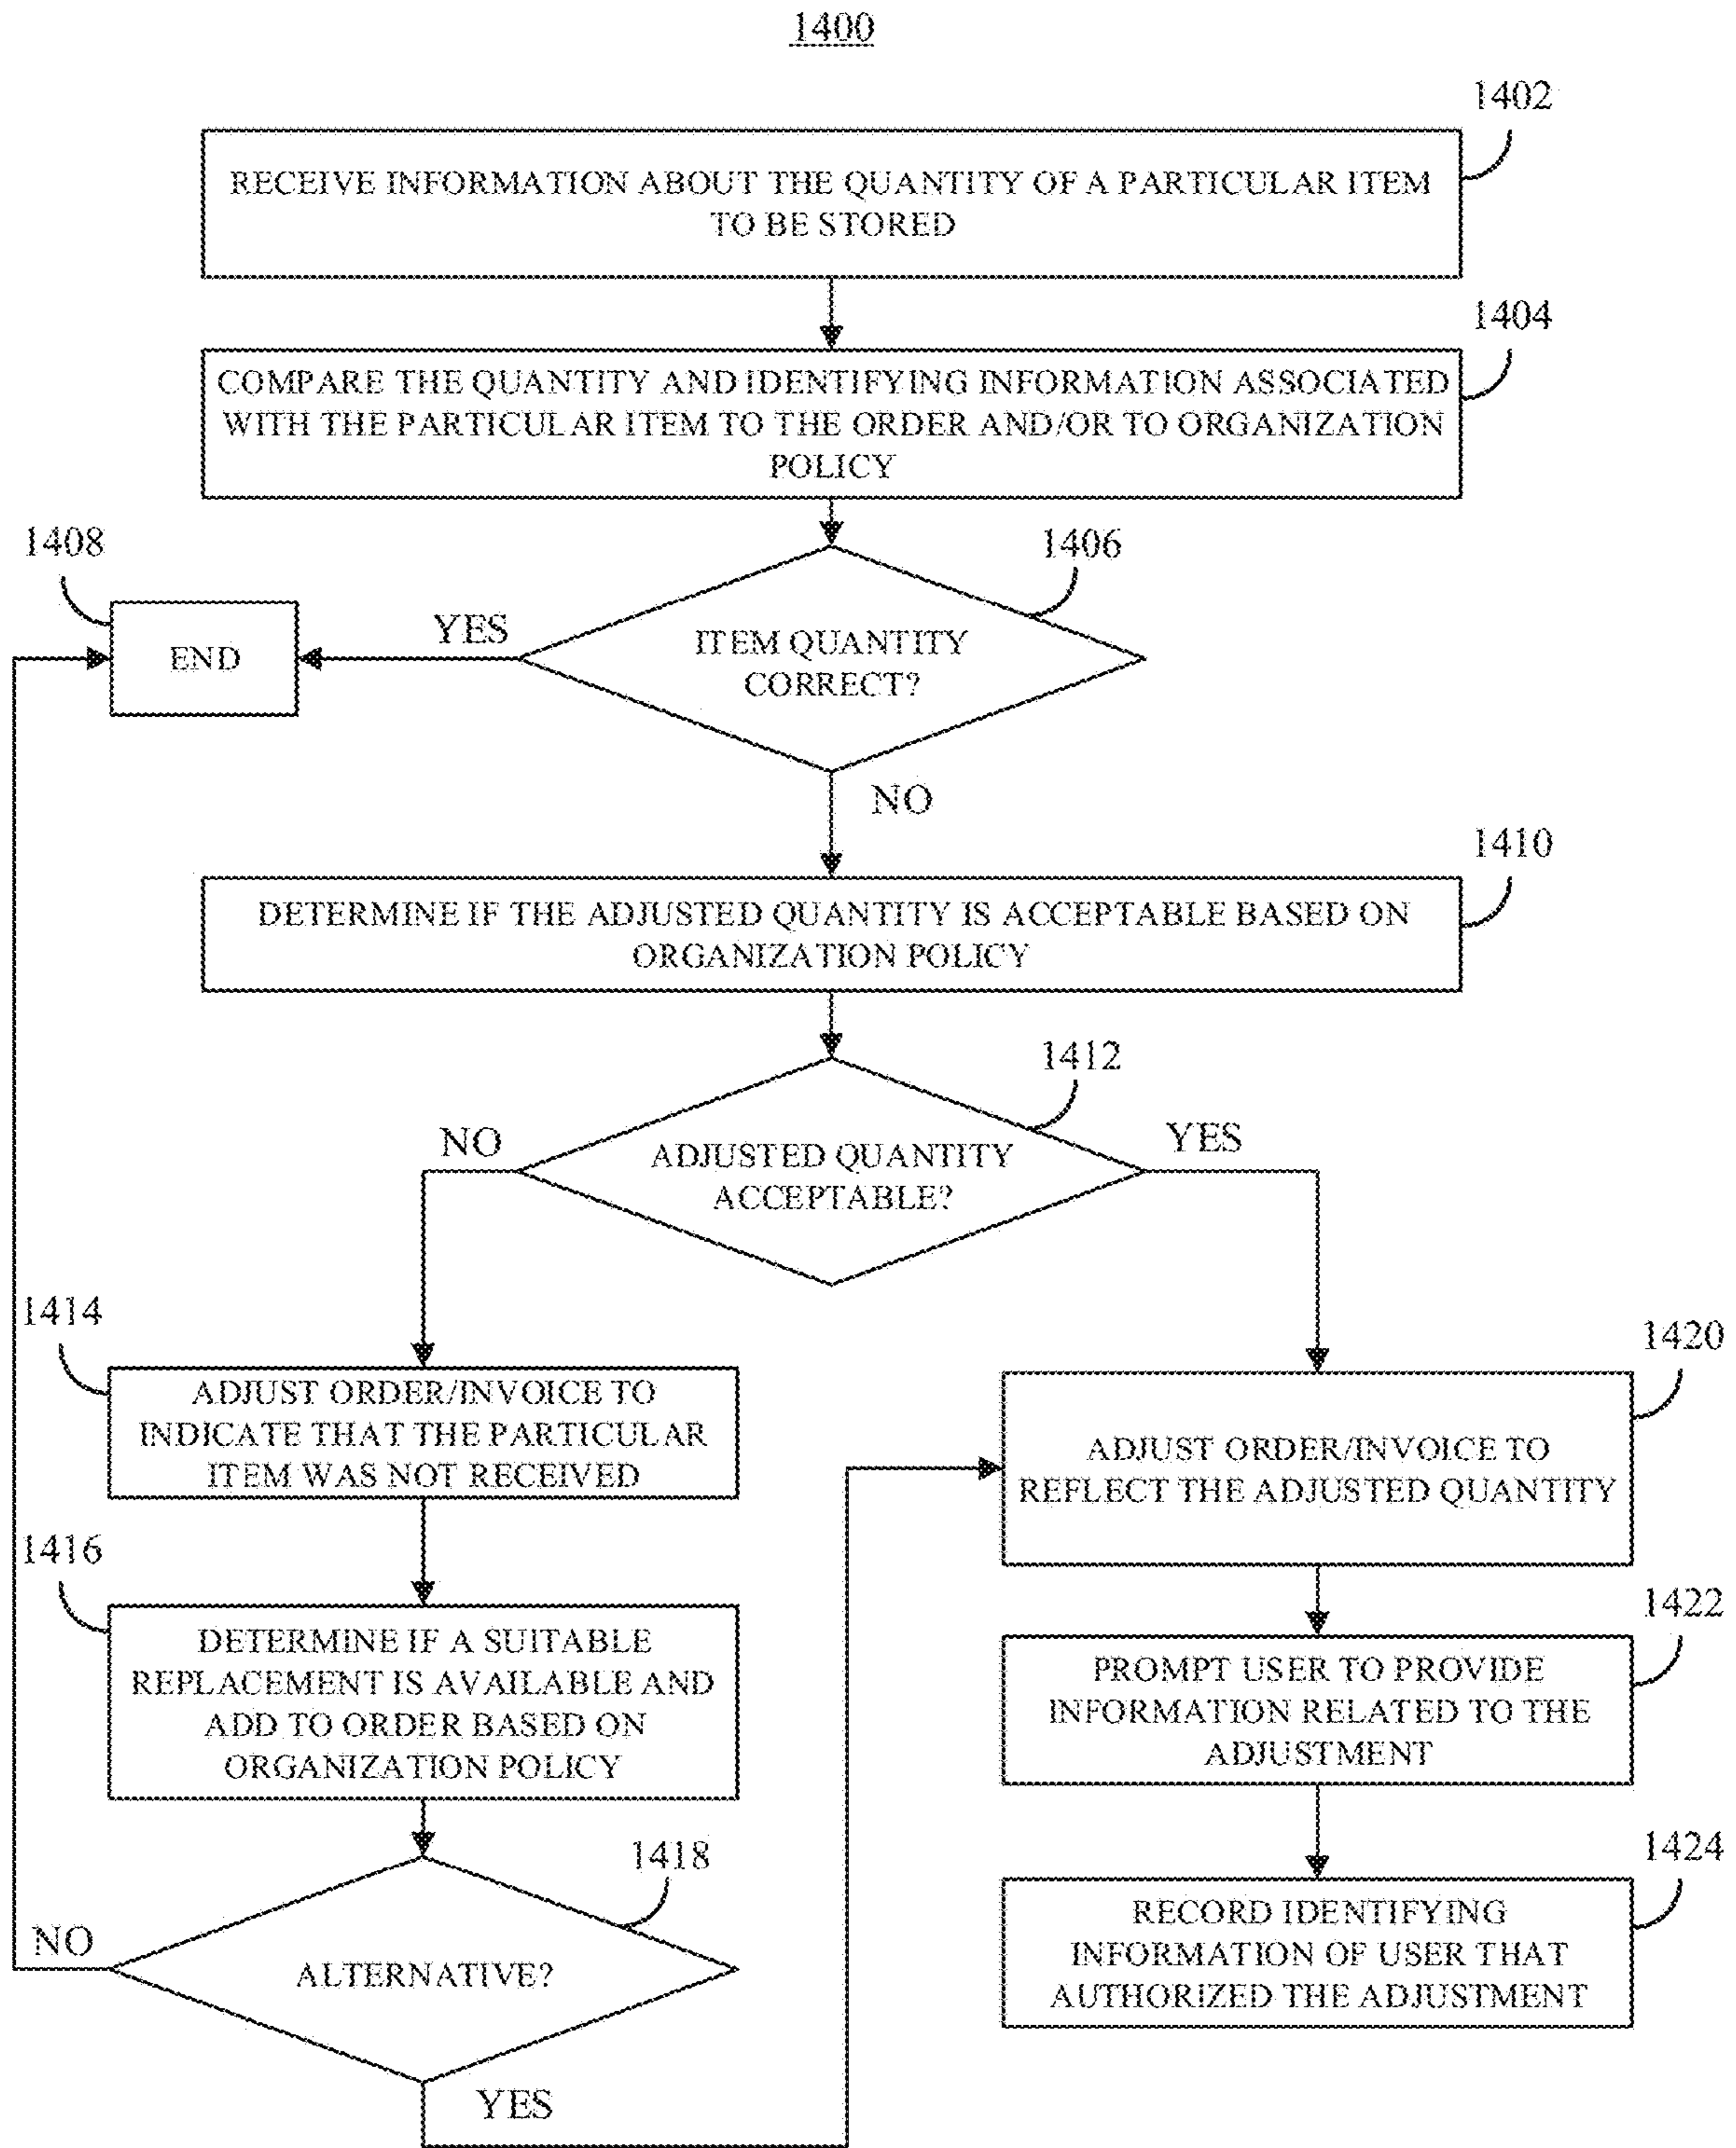 1400
1402
RECEIVE INFORMATION ABOUT THE QUANTITY OF A PARTICULAR ITEM
TO BE STORED
1404
COMPARE THE QUANTITY AND IDENTIFYING INFORMATION ASSOCIATED
WITH THE PARTICULAR ITEM TO THE ORDER AND/OR TO ORGANIZATION
POLICY
1408
END
YES
1406
ITEM QUANTITY
CORRECT?
NO
1410
DETERMINE IF THE ADJUSTED QUANTITY IS ACCEPTABLE BASED ON
ORGANIZATION POLICY
1412
NO
ADJUSTED QUANTITY
ACCEPTABLE?
YES
1414
ADJUST ORDER/INVOICE TO
INDICATE THAT THE PARTICULAR
ITEM WAS NOT RECEIVED
1416
DETERMINE IF A SUITABLE
REPLACEMENT IS AVAILABLE AND
ADD TO ORDER BASED ON
ORGANIZATION POLICY
1418
NO
ALTERNATIVE?
YES
1420
ADJUST ORDER/INVOICE TO
REFLECT THE ADJUSTED QUANTITY
1422
PROMPT USER TO PROVIDE
INFORMATION RELATED TO THE
ADJUSTMENT
1424
RECORD IDENTIFYING
INFORMATION OF USER THAT
AUTHORIZED THE ADJUSTMENT